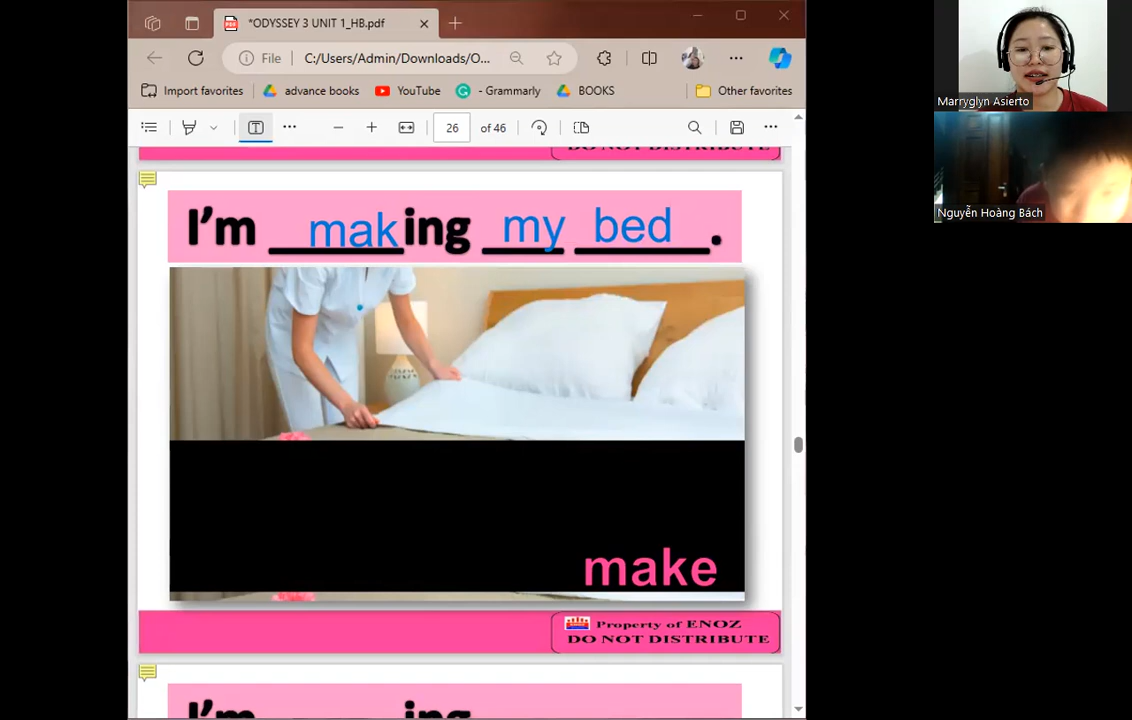 *ODYSSEY 3 UNIT 1_HB.pdf
File C:/Users/Admin/Downloads/O...
Import favorites advance books YouTube - Grammarly BOOKS Other favorites
26 of 46
DO NOT DISTRIBUTE
I'm making my bed.
make
Property of ENOZ
DO NOT DISTRIBUTE
I'm ing
Marryglyn Asierto
Nguyễn Hoàng Bách